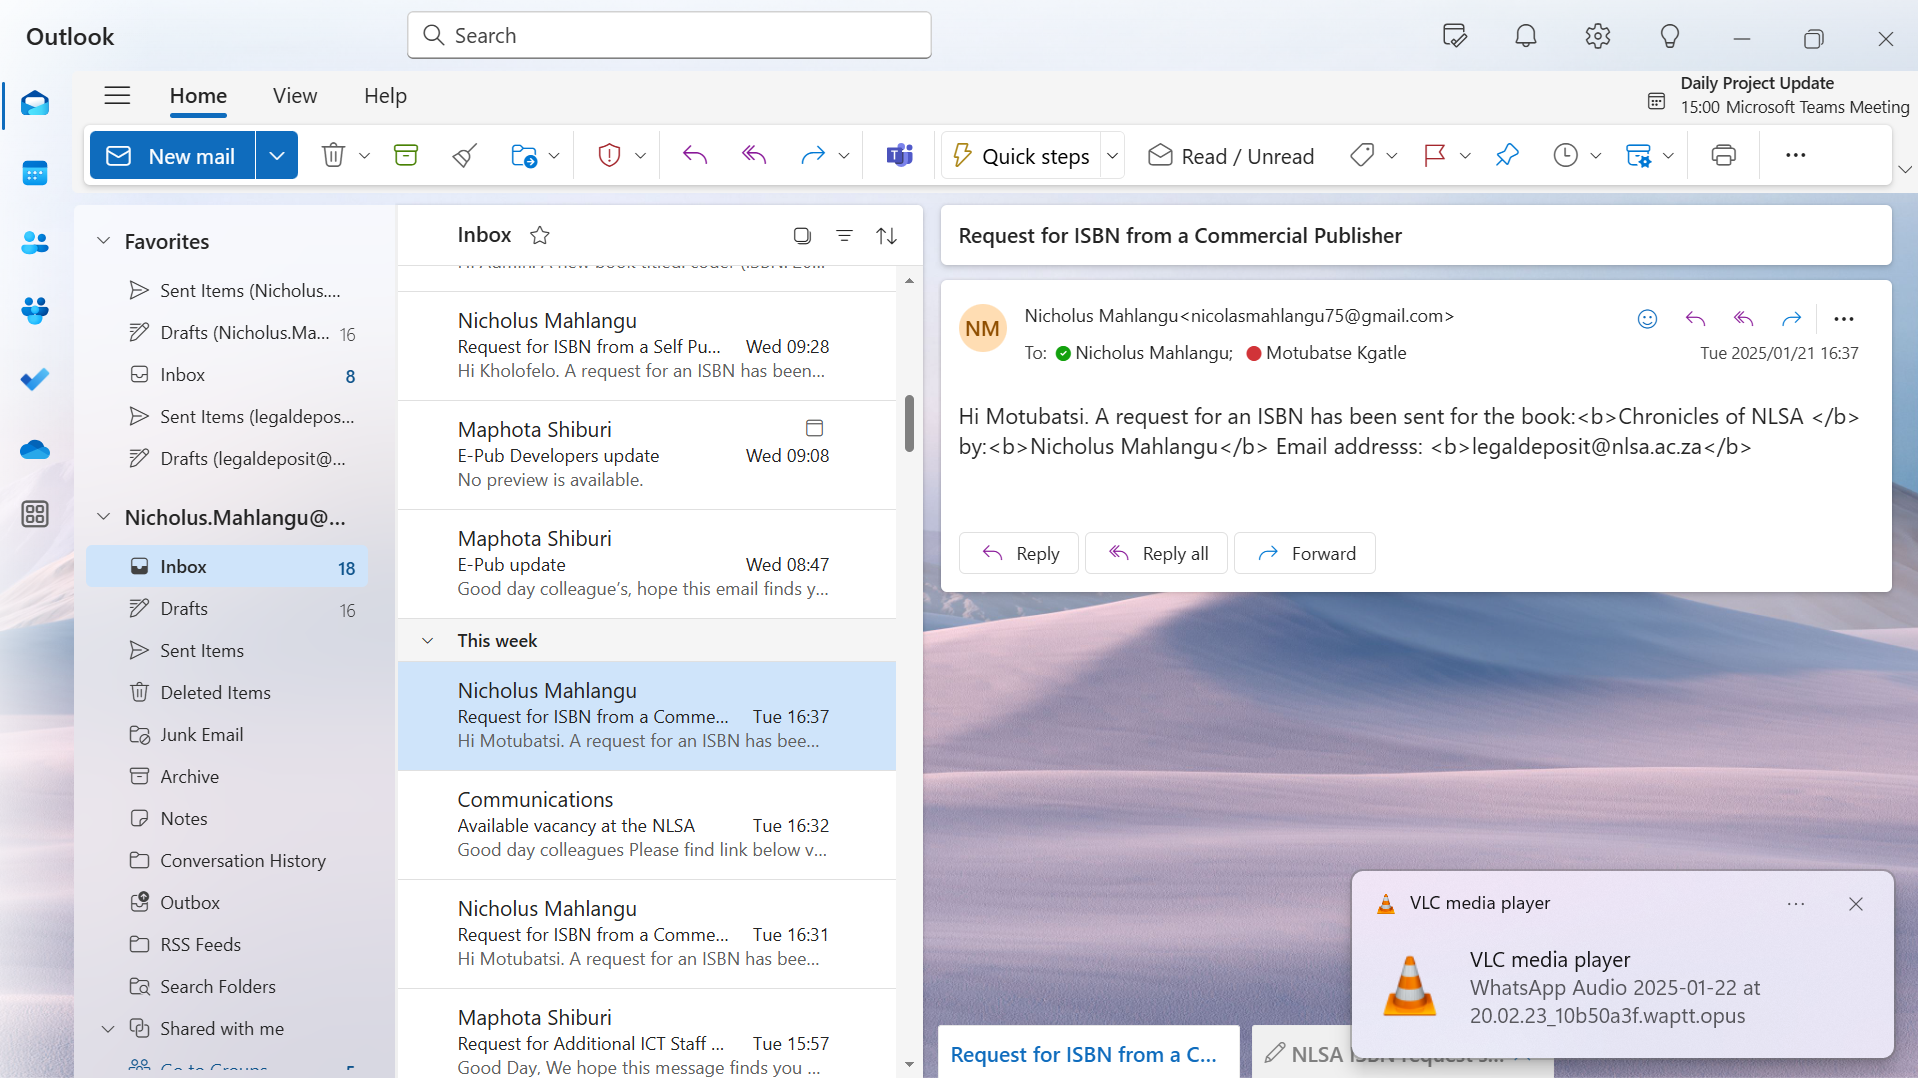 Outlook
Search
Home
View
Help
Daily Project Update
15:00 Microsoft Teams Meeting
New mail
Quick steps
Read / Unread
Favorites
Sent Items (Nicholus....
Drafts (Nicholus.Ma... 16
Inbox 8
Sent Items (legaldepos...
Drafts (legaldeposit@...
Nicholus.Mahlangu@...
Inbox 18
Drafts 16
Sent Items
Deleted Items
Junk Email
Archive
Notes
Conversation History
Outbox
RSS Feeds
Search Folders
Shared with me
Go to Groups 5
Inbox
Nicholus Mahlangu
Request for ISBN from a Self Pu... Wed 09:28
Hi Kholofelo. A request for an ISBN has been...
Maphota Shiburi
E-Pub Developers update Wed 09:08
No preview is available.
Maphota Shiburi
E-Pub update Wed 08:47
Good day colleague's, hope this email finds y...
This week
Nicholus Mahlangu
Request for ISBN from a Comme... Tue 16:37
Hi Motubatsi. A request for an ISBN has bee...
Communications
Available vacancy at the NLSA Tue 16:32
Good day colleagues Please find link below v...
Nicholus Mahlangu
Request for ISBN from a Comme... Tue 16:31
Hi Motubatsi. A request for an ISBN has bee...
Maphota Shiburi
Request for Additional ICT Staff ... Tue 15:57
Good Day, We hope this message finds you ...
Request for ISBN from a Commercial Publisher
NM
Nicholus Mahlangu<nicolasmahlangu75@gmail.com>
To: Nicholus Mahlangu; Motubatse Kgatle
Tue 2025/01/21 16:37
Hi Motubatsi. A request for an ISBN has been sent for the book:<b>Chronicles of NLSA </b>
by:<b>Nicholus Mahlangu</b> Email addresss: <b>legaldeposit@nlsa.ac.za</b>
Reply
Reply all
Forward
VLC media player
VLC media player
WhatsApp Audio 2025-01-22 at
20.02.23_10b50a3f.waptt.opus
Request for ISBN from a C...
NLSA ISBN request s...